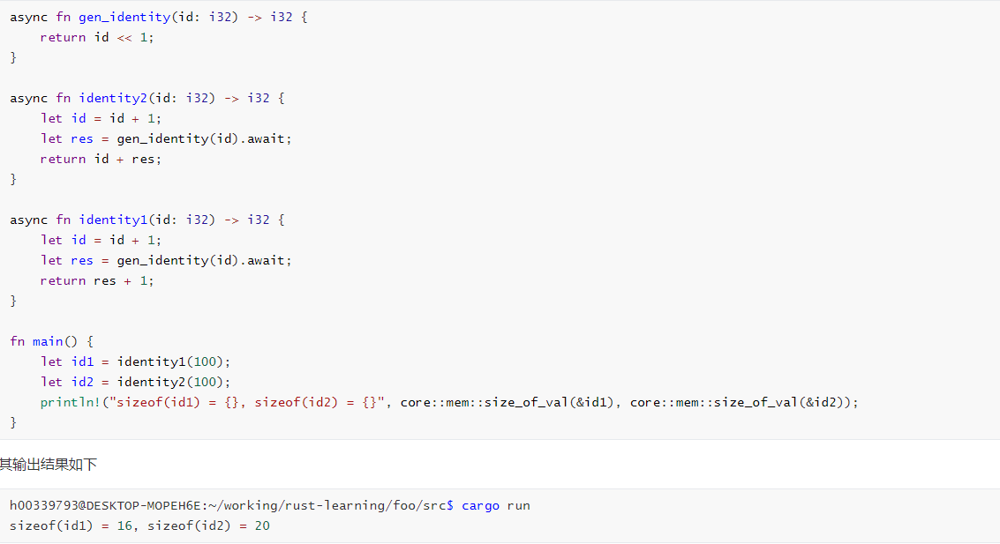 async fn gen_identity(id: i32) -> i32 {
    return id << 1;
}
async fn identity2(id: i32) -> i32 {
    let id = id + 1;
    let res = gen_identity(id).await;
    return id + res;
}
async fn identity1(id: i32) -> i32 {
    let id = id + 1;
    let res = gen_identity(id).await;
    return res + 1;
}
fn main() {
    let id1 = identity1(100);
    let id2 = identity2(100);
    println!("sizeof(id1) = {}, sizeof(id2) = {}", core::mem::size_of_val(&id1), core::mem::size_of_val(&id2));
}
其输出结果如下
h00339793@DESKTOP-MOPEH6E:~/working/rust-learning/foo/src$ cargo run
sizeof(id1) = 16, sizeof(id2) = 20